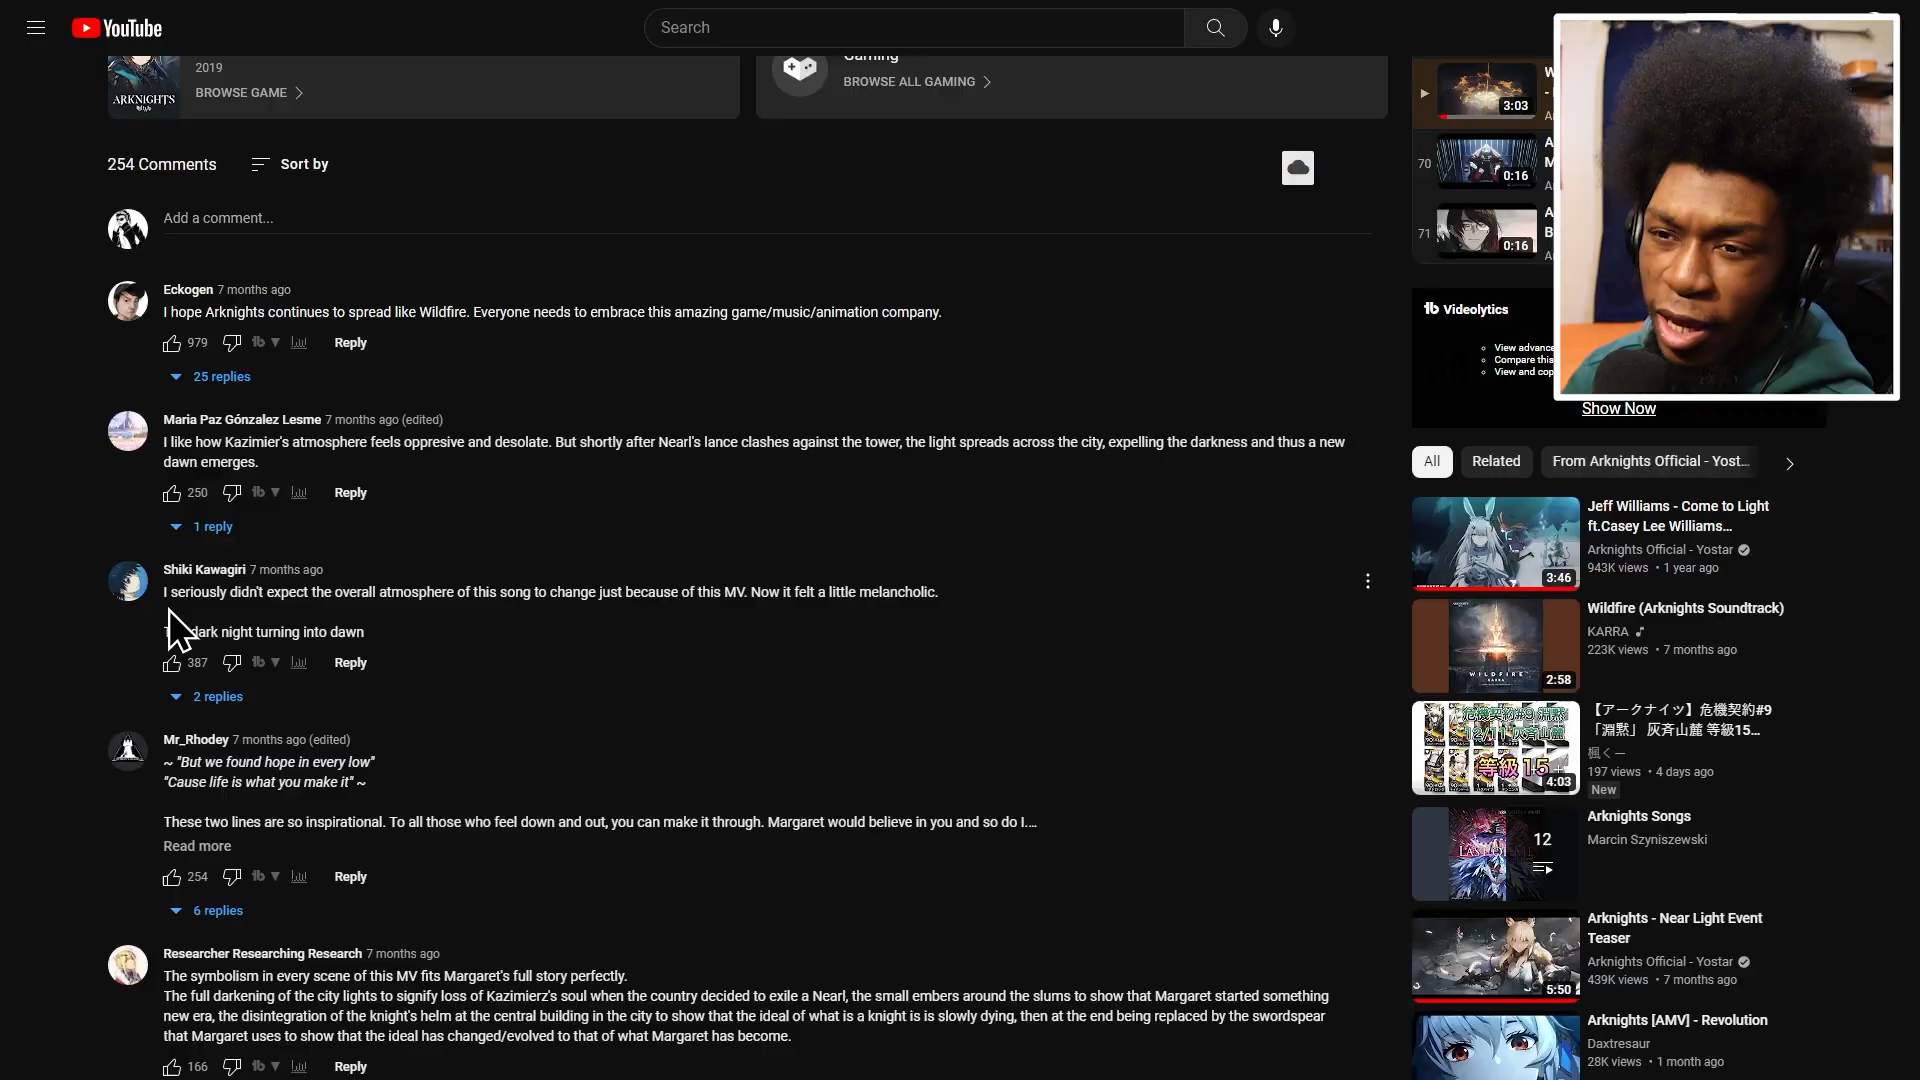 YouTube
Search
2019
BROWSE GAME
ARKNIGHTS
Gaming
BROWSE ALL GAMING
254 Comments
Sort by
Add a comment...
Eckogen 7 months ago
I hope Arknights continues to spread like Wildfire. Everyone needs to embrace this amazing game/music/animation company.
979
Reply
25 replies
Maria Paz Gónzalez Lesme 7 months ago (edited)
I like how Kazimier's atmosphere feels oppresive and desolate. But shortly after Nearl's lance clashes against the tower, the light spreads across the city, expelling the darkness and thus a new
dawn emerges.
250
Reply
1 reply
Shiki Kawagiri 7 months ago
I seriously didn't expect the overall atmosphere of this song to change just because of this MV. Now it felt a little melancholic.
dark night turning into dawn
387
Reply
2 replies
Mr_Rhodey 7 months ago (edited)
~ "But we found hope in every low"
"Cause life is what you make it" ~
These two lines are so inspirational. To all those who feel down and out, you can make it through. Margaret would believe in you and so do I....
Read more
254
Reply
6 replies
Researcher Researching Research 7 months ago
The symbolism in every scene of this MV fits Margaret's full story perfectly.
The full darkening of the city lights to signify loss of Kazimierz's soul when the country decided to exile a Nearl, the small embers around the slums to show that Margaret started something
new era, the disintegration of the knight's helm at the central building in the city to show that the ideal of what is a knight is is slowly dying, then at the end being replaced by the swordspear
that Margaret uses to show that the ideal has changed/evolved to that of what Margaret has become.
166
Reply
3:03
70
0:16
71
0:16
Videolytics
View advance
Compare this
View and cop
Show Now
All
Related
From Arknights Official - Yost...
Jeff Williams - Come to Light
ft.Casey Lee Williams...
Arknights Official - Yostar
943K views • 1 year ago
3:46
Wildfire (Arknights Soundtrack)
KARRA
223K views • 7 months ago
WILDFIRE
KARRA
2:58
【アークナイツ】危機契約#9
「淵黙」 灰斉山麓 等級15...
楓くー
197 views • 4 days ago
New
危機契約#9 淵黙
12/11 灰斉山麓
等級15
4:03
Arknights Songs
Marcin Szyniszewski
12
Arknights - Near Light Event
Teaser
Arknights Official - Yostar
439K views • 7 months ago
5:50
Arknights [AMV] - Revolution
Daxtresaur
28K views • 1 month ago